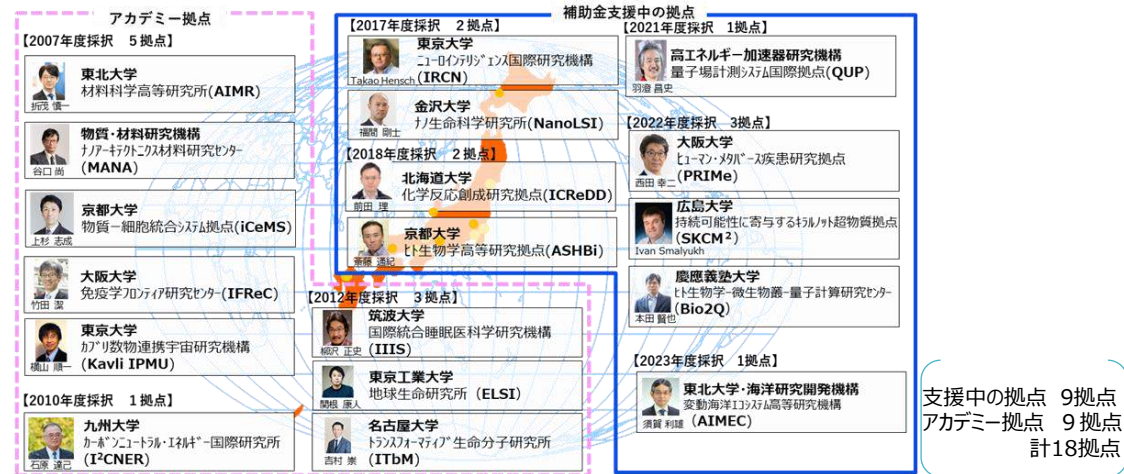 アカデミー拠点
【2007年度採択　5拠点】
東北大学
材料科学高等研究所(AIMR)
折茂 慎一
物質・材料研究機構
ナノアーキテクトニクス材料研究センター
(MANA)
谷口 尚
京都大学
物質－細胞統合システム拠点(iCeMS)
上杉 志成
大阪大学
免疫学フロンティア研究センター(IFReC)
竹田 潔
東京大学
カブリ数物連携宇宙研究機構
(Kavli IPMU)
横山 順一
【2010年度採択　1拠点】
九州大学
カーボンニュートラル・エネルギー国際研究所
(I²CNER)
石原 達己
【2012年度採択　3拠点】
筑波大学
国際統合睡眠医科学研究機構
(IIIS)
柳沢 正史
東京工業大学
地球生命研究所（ELSI)
関根 康人
名古屋大学
トランスフォーマティブ生命分子研究所
(ITbM)
吉村 崇
補助金支援中の拠点
【2017年度採択　2拠点】
東京大学
ニューロインテリジェンス国際研究機構
(IRCN)
Takao Hensch
金沢大学
ナノ生命科学研究所(NanoLSI)
福間 剛士
【2018年度採択　2拠点】
北海道大学
化学反応創成研究拠点(ICReDD)
前田 理
京都大学
ヒト生物学高等研究拠点(ASHBi)
斎藤 通紀
【2021年度採択　1拠点】
高エネルギー加速器研究機構
量子場計測システム国際拠点(QUP)
羽澄 昌史
【2022年度採択　3拠点】
大阪大学
ヒューマン・メタバース疾患研究拠点
(PRIMe)
西田 幸二
広島大学
持続可能性に寄与するキラルノット超物質拠点
(SKCM²)
Ivan Smalyukh
慶應義塾大学
ヒト生物学-微生物叢-量子計算研究センター
(Bio2Q)
本田 賢也
【2023年度採択　1拠点】
東北大学・海洋研究開発機構
変動海洋エコシステム高等研究機構
(AIMEC)
須賀 利雄
支援中の拠点　9拠点
アカデミー拠点　9拠点
計18拠点